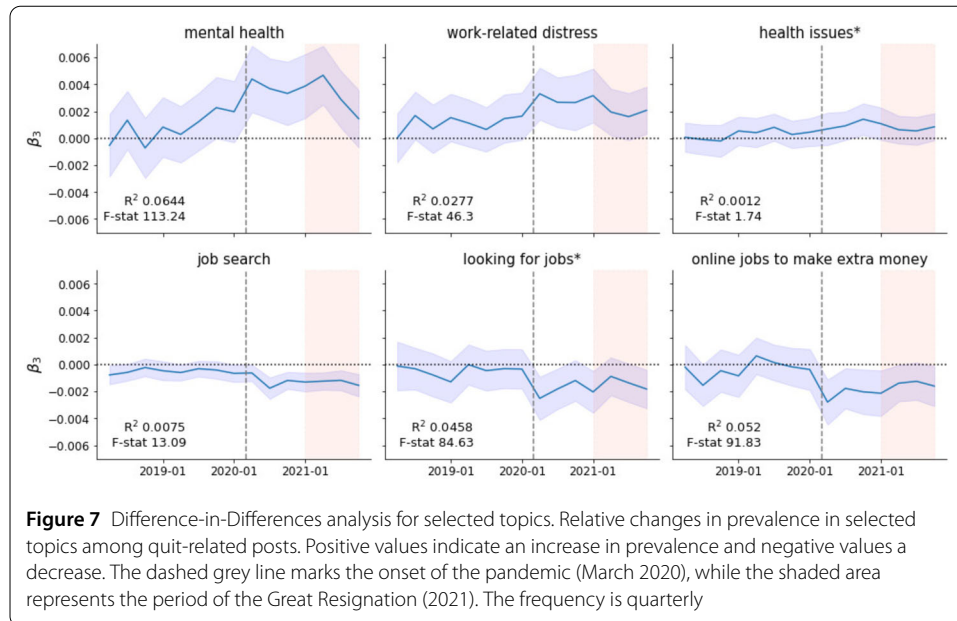 mental health
work-related distress
health issues*
0.006
0.004
0.002
0.000
−0.002
−0.004
−0.006
β₃
R² 0.0644
F-stat 113.24
R² 0.0277
F-stat 46.3
R² 0.0012
F-stat 1.74
job search
looking for jobs*
online jobs to make extra money
0.006
0.004
0.002
0.000
−0.002
−0.004
−0.006
β₃
R² 0.0075
F-stat 13.09
R² 0.0458
F-stat 84.63
R² 0.052
F-stat 91.83
2019-01 2020-01 2021-01
2019-01 2020-01 2021-01
2019-01 2020-01 2021-01
Figure 7 Difference-in-Differences analysis for selected topics. Relative changes in prevalence in selected
topics among quit-related posts. Positive values indicate an increase in prevalence and negative values a
decrease. The dashed grey line marks the onset of the pandemic (March 2020), while the shaded area
represents the period of the Great Resignation (2021). The frequency is quarterly